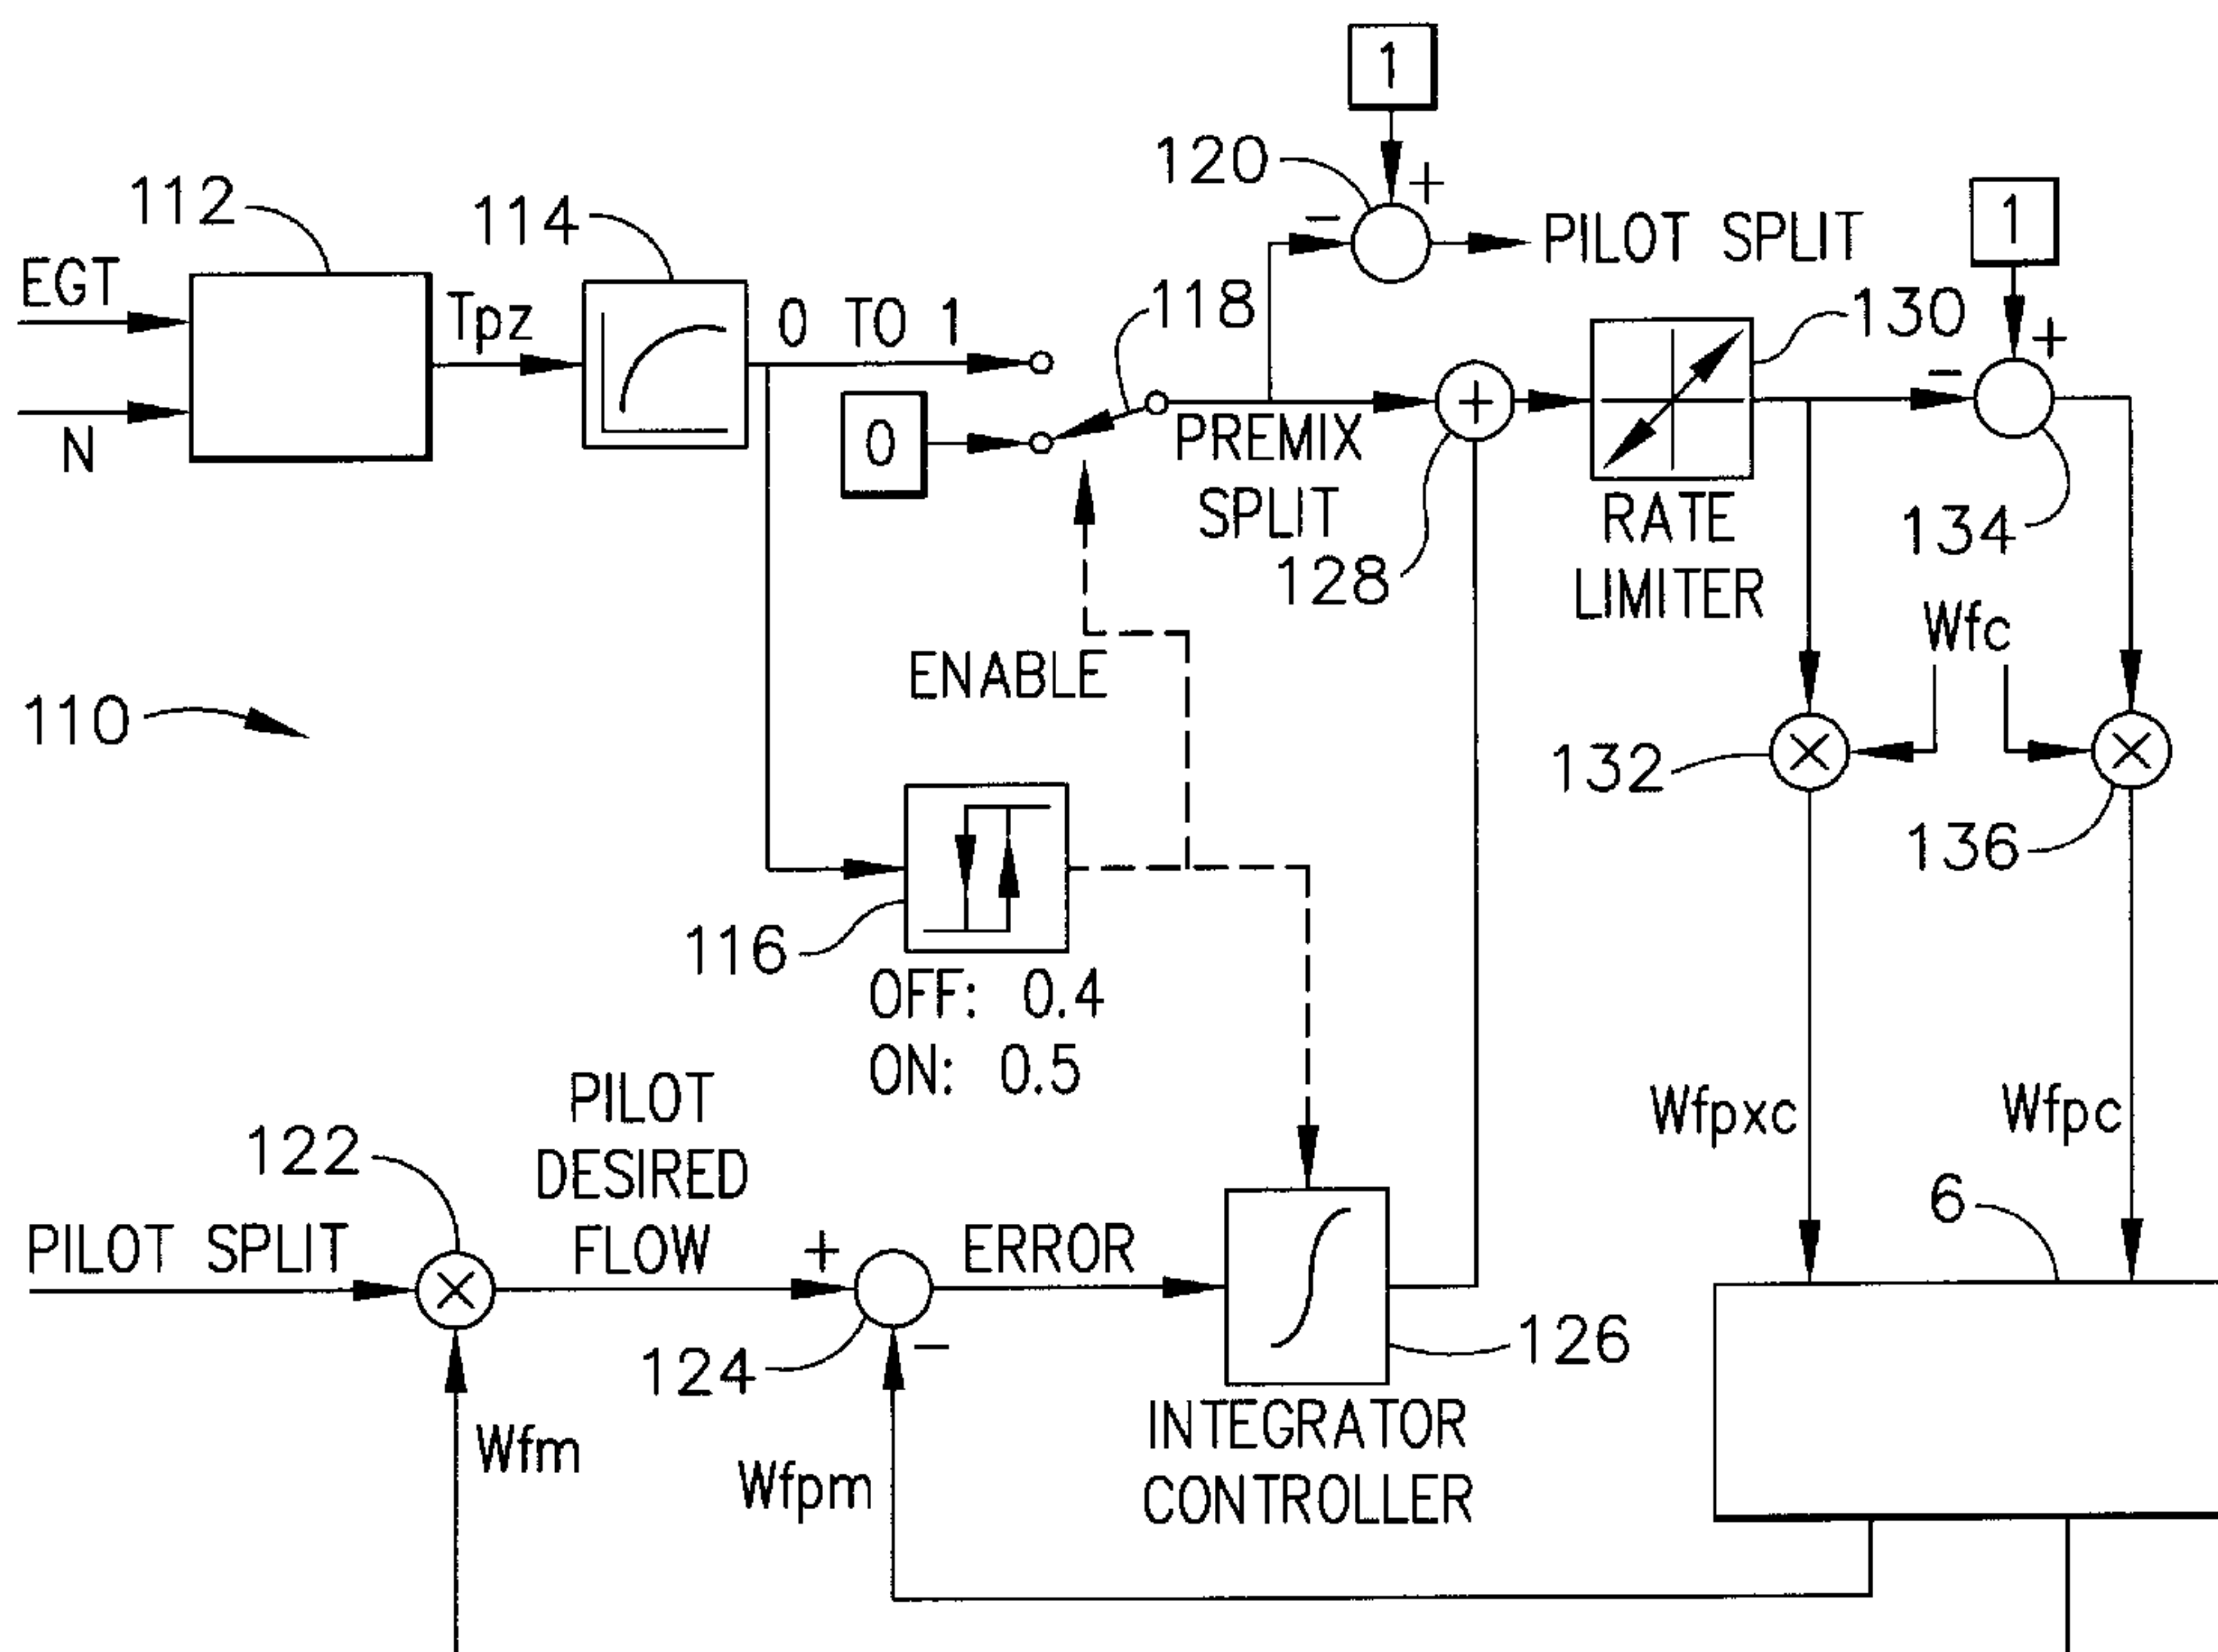 1
120
+
−
PILOT SPLIT
1
112
114
EGT
Tpz
0 TO 1
118
130
+
−
N
0
PREMIX
SPLIT
+
128
RATE
LIMITER
134
Wfc
ENABLE
110
132
×
×
136
116
OFF: 0.4
ON: 0.5
Wfpxc
Wfpc
122
PILOT
DESIRED
FLOW
6
PILOT SPLIT
×
+
−
ERROR
124
126
INTEGRATOR
CONTROLLER
Wfm
Wfpm